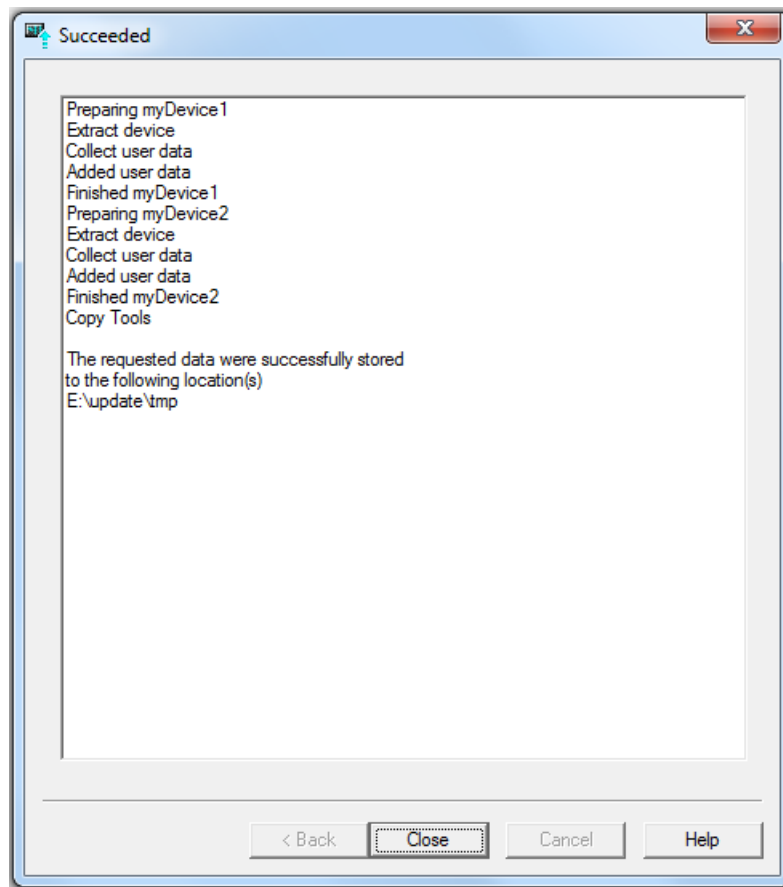 Succeeded
Preparing myDevice1
Extract device
Collect user data
Added user data
Finished myDevice1
Preparing myDevice2
Extract device
Collect user data
Added user data
Finished myDevice2
Copy Tools
The requested data were successfully stored
to the following location(s)
E:\update\tmp
< Back Close Cancel Help